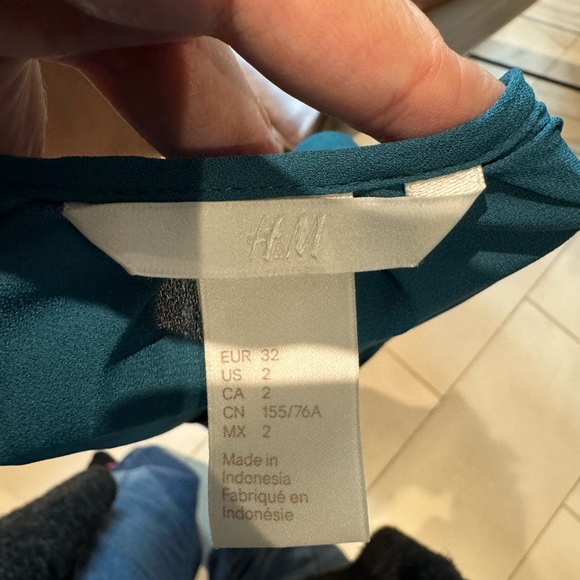 H&M
EUR 32
US 2
CA 2
CN 155/76A
MX 2
Made in
Indonesia
Fabriqué en
Indonésie